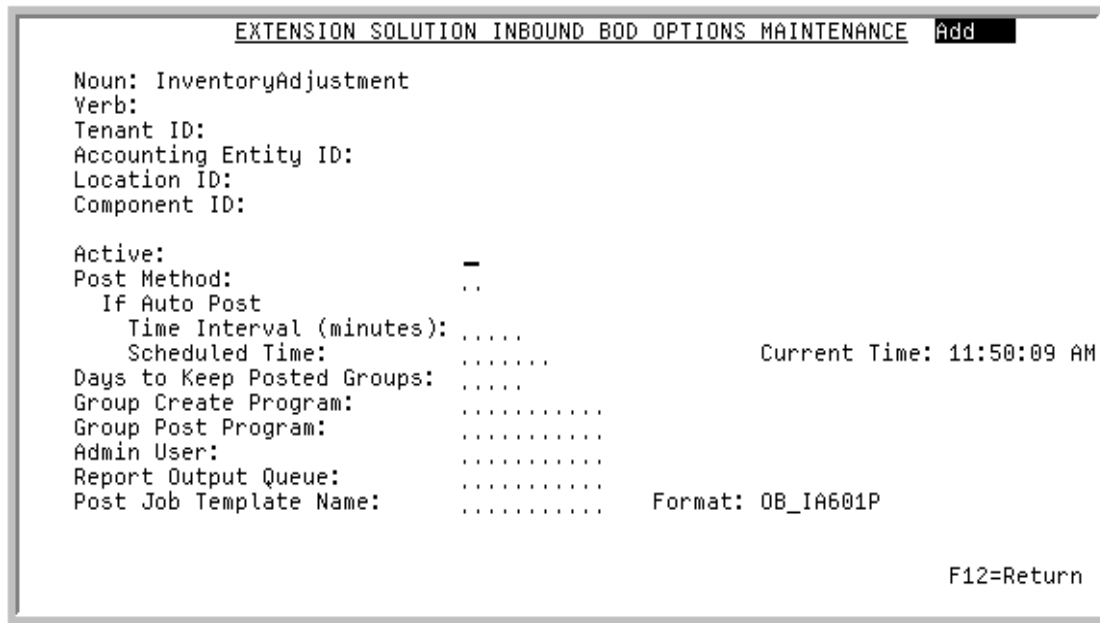 EXTENSION SOLUTION INBOUND BOD OPTIONS MAINTENANCE Add
Noun: InventoryAdjustment
Verb:
Tenant ID:
Accounting Entity ID:
Location ID:
Component ID:
Active:
Post Method: ..
If Auto Post
Time Interval (minutes): .....
Scheduled Time: ....... Current Time: 11:50:09 AM
Days to Keep Posted Groups: .....
Group Create Program: ..........
Group Post Program: ..........
Admin User: ..........
Report Output Queue: ..........
Post Job Template Name: .......... Format: OB_IA601P
F12=Return